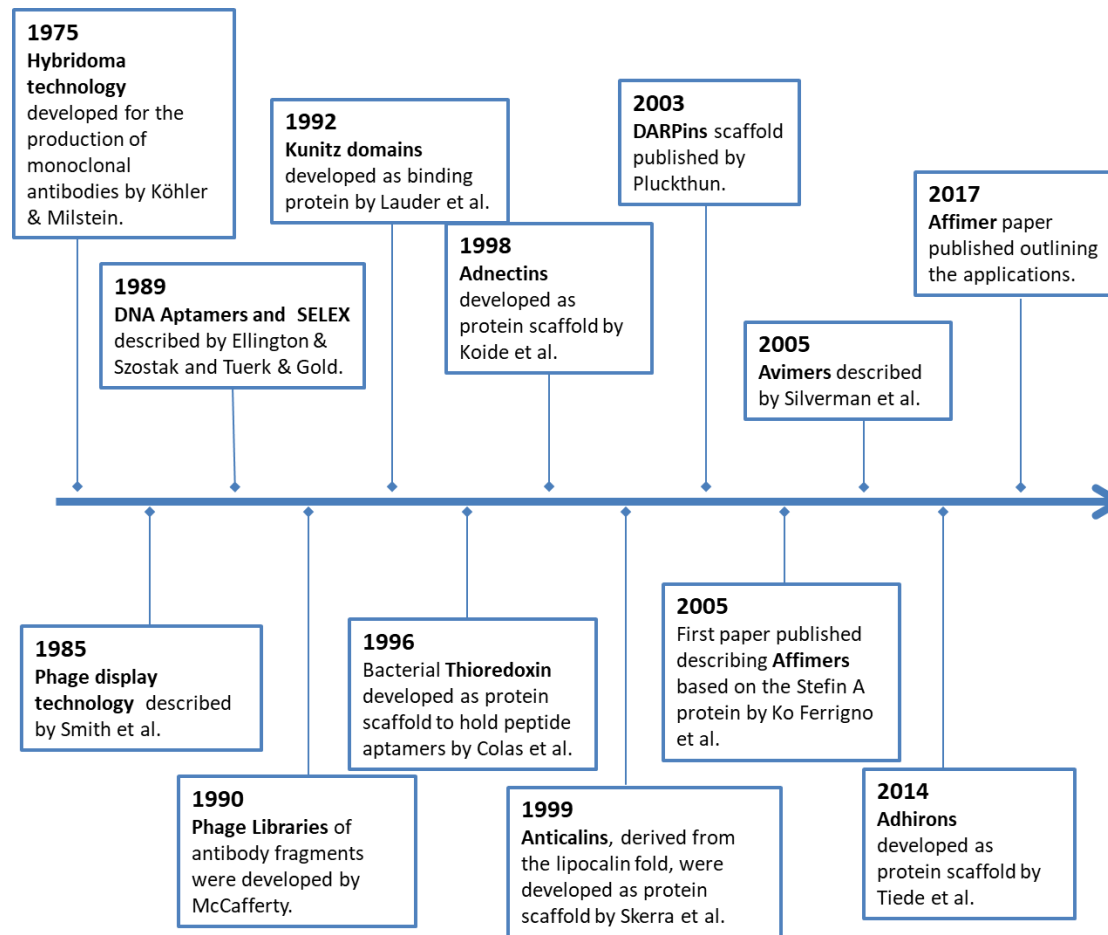 1975
Hybridoma
technology
developed for the
production of
monoclonal
antibodies by Köhler
& Milstein.
1989
DNA Aptamers and SELEX
described by Ellington &
Szostak and Tuerk & Gold.
1992
Kunitz domains
developed as binding
protein by Lauder et al.
1998
Adnectins
developed as
protein scaffold by
Koide et al.
2003
DARPins scaffold
published by
Pluckthun.
2005
Avimers described
by Silverman et al.
2017
Affimer paper
published outlining
the applications.
1985
Phage display
technology described
by Smith et al.
1990
Phage Libraries of
antibody fragments
were developed by
McCafferty.
1996
Bacterial Thioredoxin
developed as protein
scaffold to hold peptide
aptamers by Colas et al.
1999
Anticalins, derived from
the lipocalin fold, were
developed as protein
scaffold by Skerra et al.
2005
First paper published
describing Affimers
based on the Stefin A
protein by Ko Ferrigno
et al.
2014
Adhirons
developed as
protein scaffold by
Tiede et al.